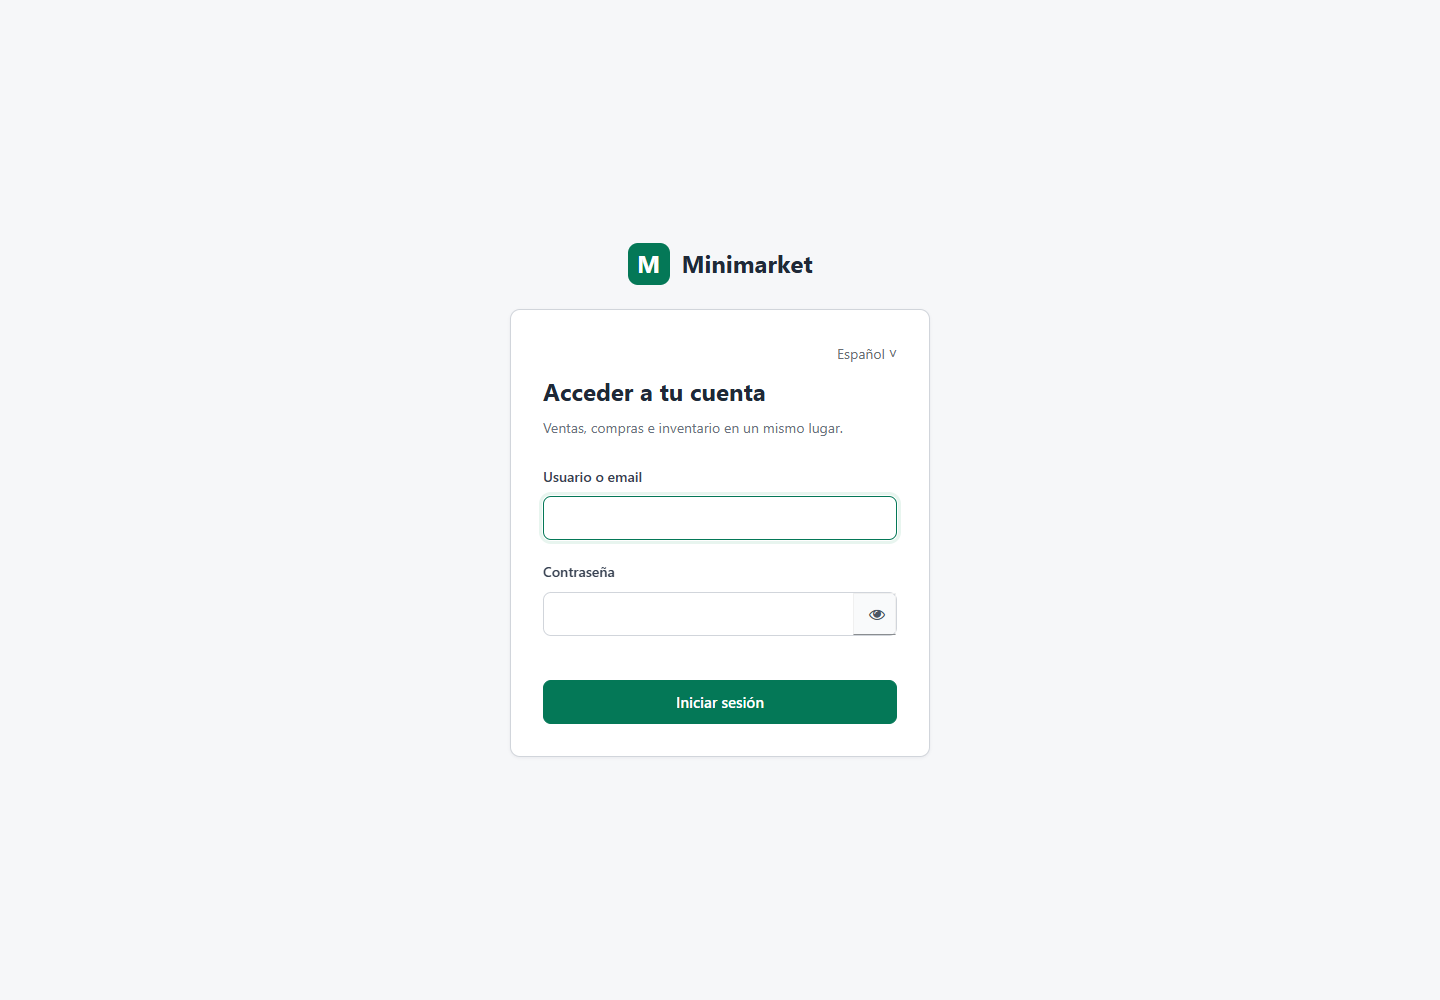 M Minimarket
Español v
Acceder a tu cuenta
Ventas, compras e inventario en un mismo lugar.
Usuario o email
Contraseña
Iniciar sesión